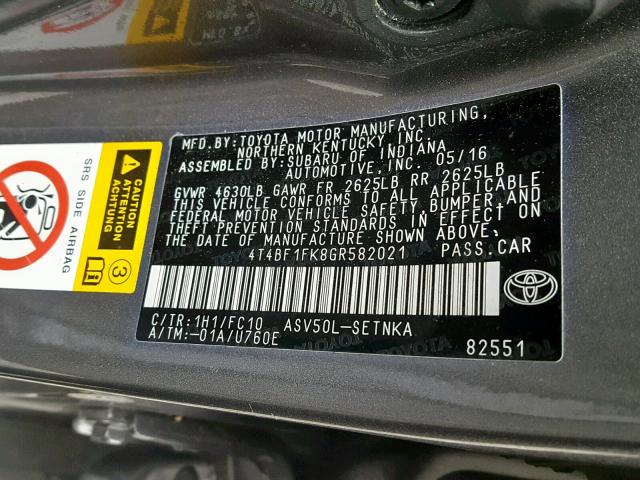 MFD.BY:TOYOTA MOTOR MANUFACTURING,
NORTHERN KENTUCKY INC
ASSEMBLED BY:SUBARU OF INDIANA
AUTOMOTIVE,INC. 05/16
GVWR 4630LB GAWR FR 2625LB RR 2625LB
THIS VEHICLE CONFORMS TO ALL APPLICABLE
FEDERAL MOTOR VEHICLE SAFETY, BUMPER,AND
THEFT PREVENTION STANDARDS IN EFFECT ON
THE DATE OF MANUFACTURE SHOWN ABOVE.
4T4BF1FK8GR582021 PASS.CAR
C/TR:1H1/FC10 ASV50L-SETNKA
A/TM:-01A/U760E
82551
TOYOTA
SRS SIDE AIRBAG
CAUTION
ATTENTION
3